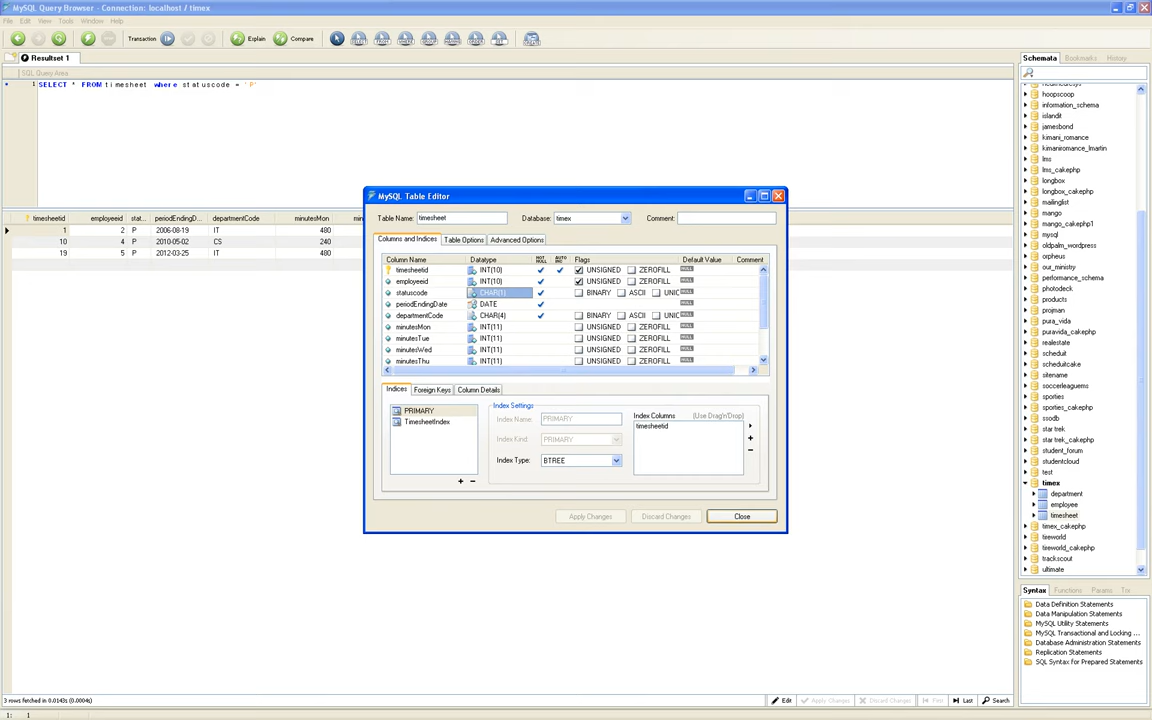 MySQL Query Browser - Connection: localhost / timex
File Edit View Tools Window Help
Transaction Explain Compare
Resultset 1
SQL Query Area
1 SELECT * FROM timesheet where statuscode = 'P'
timesheetid employeeid stat... periodEndingD... departmentCode minutesMon
1 2 P 2006-08-19 IT 480
10 4 P 2010-05-02 CS 240
19 5 P 2012-03-25 IT 480
MySQL Table Editor
Table Name: timesheet Database: timex Comment:
Columns and Indices Table Options Advanced Options
Column Name Datatype NOT NULL AUTO INC Flags Default Value Comment
timesheetid INT(10) UNSIGNED ZEROFILL NULL
employeeid INT(10) UNSIGNED ZEROFILL NULL
statuscode CHAR(1) BINARY ASCII UNIC NULL
periodEndingDate DATE NULL
departmentCode CHAR(4) BINARY ASCII UNIC NULL
minutesMon INT(11) UNSIGNED ZEROFILL NULL
minutesTue INT(11) UNSIGNED ZEROFILL NULL
minutesWed INT(11) UNSIGNED ZEROFILL NULL
minutesThu INT(11) UNSIGNED ZEROFILL NULL
Indices Foreign Keys Column Details
PRIMARY
TimesheetIndex
Index Settings
Index Name: PRIMARY
Index Kind: PRIMARY
Index Type: BTREE
Index Columns (Use Drag'n'Drop)
timesheetid
Apply Changes Discard Changes Close
Schemata Bookmarks History
hoopscoop
information_schema
islandit
jamesbond
kimani_romance
kimaniromance_lmartin
lms
lms_cakephp
longbox
longbox_cakephp
mailinglist
mango
mango_cakephp1
mysql
oldpalm_wordpress
orpheus
our_ministry
performance_schema
photodeck
products
projman
pura_vida
puravida_cakephp
realestate
scheduit
scheduitcake
sitename
soccerleaguems
sporties
sporties_cakephp
ssodb
star trek
star trek_cakephp
student_forum
studentcloud
test
timex
department
employee
timesheet
timex_cakephp
tireworld
tireworld_cakephp
trackscout
ultimate
Syntax Functions Params Trx
Data Definition Statements
Data Manipulation Statements
MySQL Utility Statements
MySQL Transactional and Locking ...
Database Administration Statements
Replication Statements
SQL Syntax for Prepared Statements
3 rows fetched in 0.0143s (0.0004s)
Edit Apply Changes Discard Changes First Last Search
1: 1